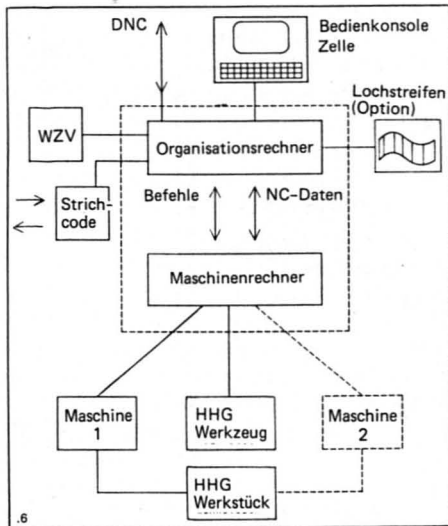 DNC
Bedienkonsole
Zelle
Lochstreifen
(Option)
WZV
Organisationsrechner
Strich-
code
Befehle
NC-Daten
Maschinenrechner
Maschine
1
HHG
Werkzeug
Maschine
2
HHG
Werkstück
.6